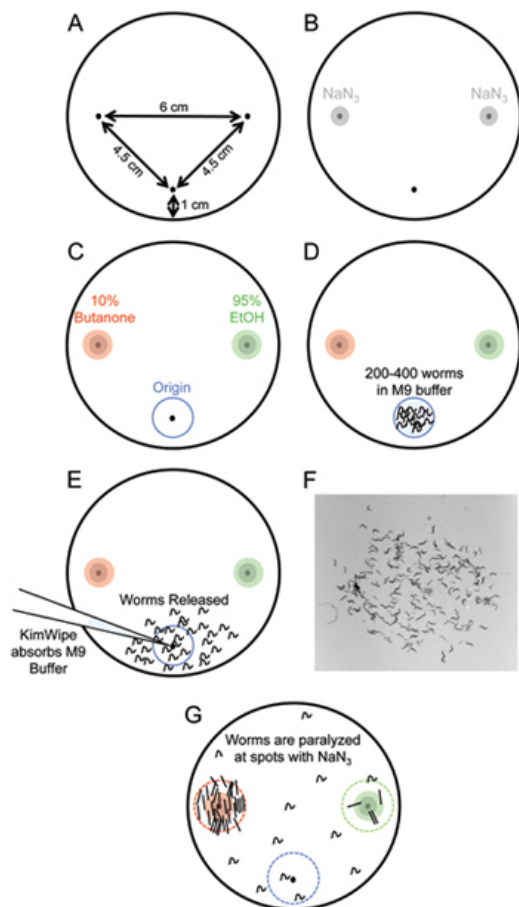 A
6 cm
4.5 cm
4.5 cm
1 cm
B
NaN₃
NaN₃
C
10%
Butanone
95%
EtOH
Origin
D
200-400 worms
in M9 buffer
E
Worms Released
KimWipe
absorbs M9
Buffer
F
G
Worms are paralyzed
at spots with NaN₃